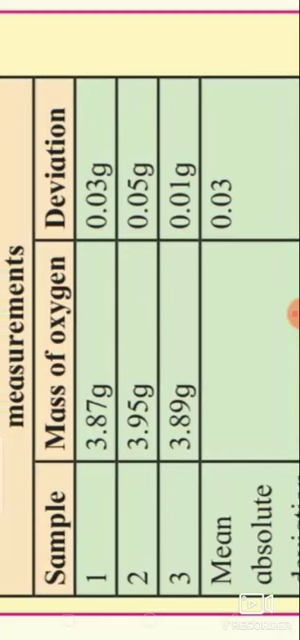 measurements
Sample Mass of oxygen Deviation
1 3.87g 0.03g
2 3.95g 0.05g
3 3.89g 0.01g
Mean 0.03
absolute
RECORDER